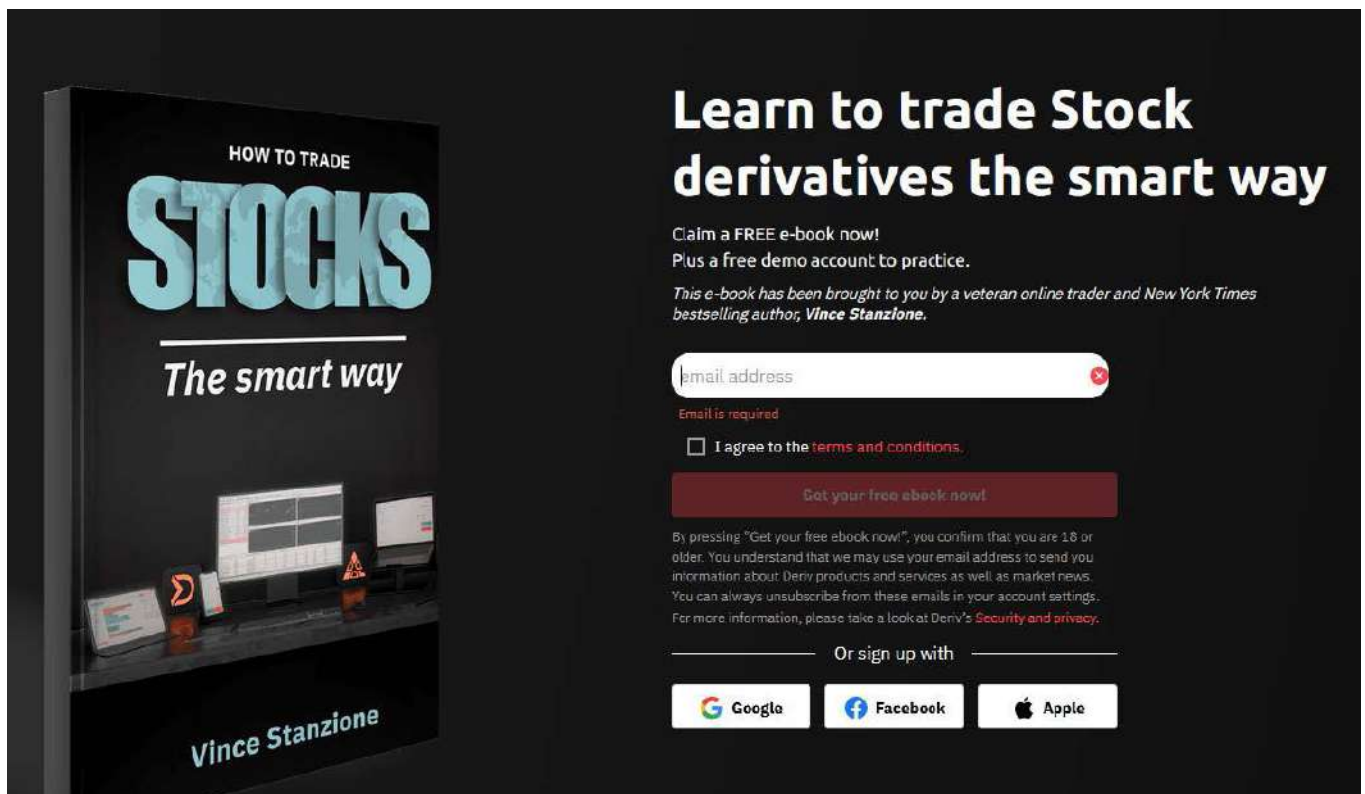 HOW TO TRADE
STOCKS
The smart way
Vince Stanzione
Learn to trade Stock
derivatives the smart way
Claim a FREE e-book now!
Plus a free demo account to practice.
This e-book has been brought to you by a veteran online trader and New York Times
bestselling author, Vince Stanzione.
email address
Email is required
I agree to the terms and conditions.
Get your free ebook now!
By pressing "Get your free ebook now!", you confirm that you are 18 or
older. You understand that we may use your email address to send you
information about Deriv products and services as well as market news.
You can always unsubscribe from these emails in your account settings.
For more information, please take a look at Deriv's Security and privacy.
Or sign up with
Google
Facebook
Apple